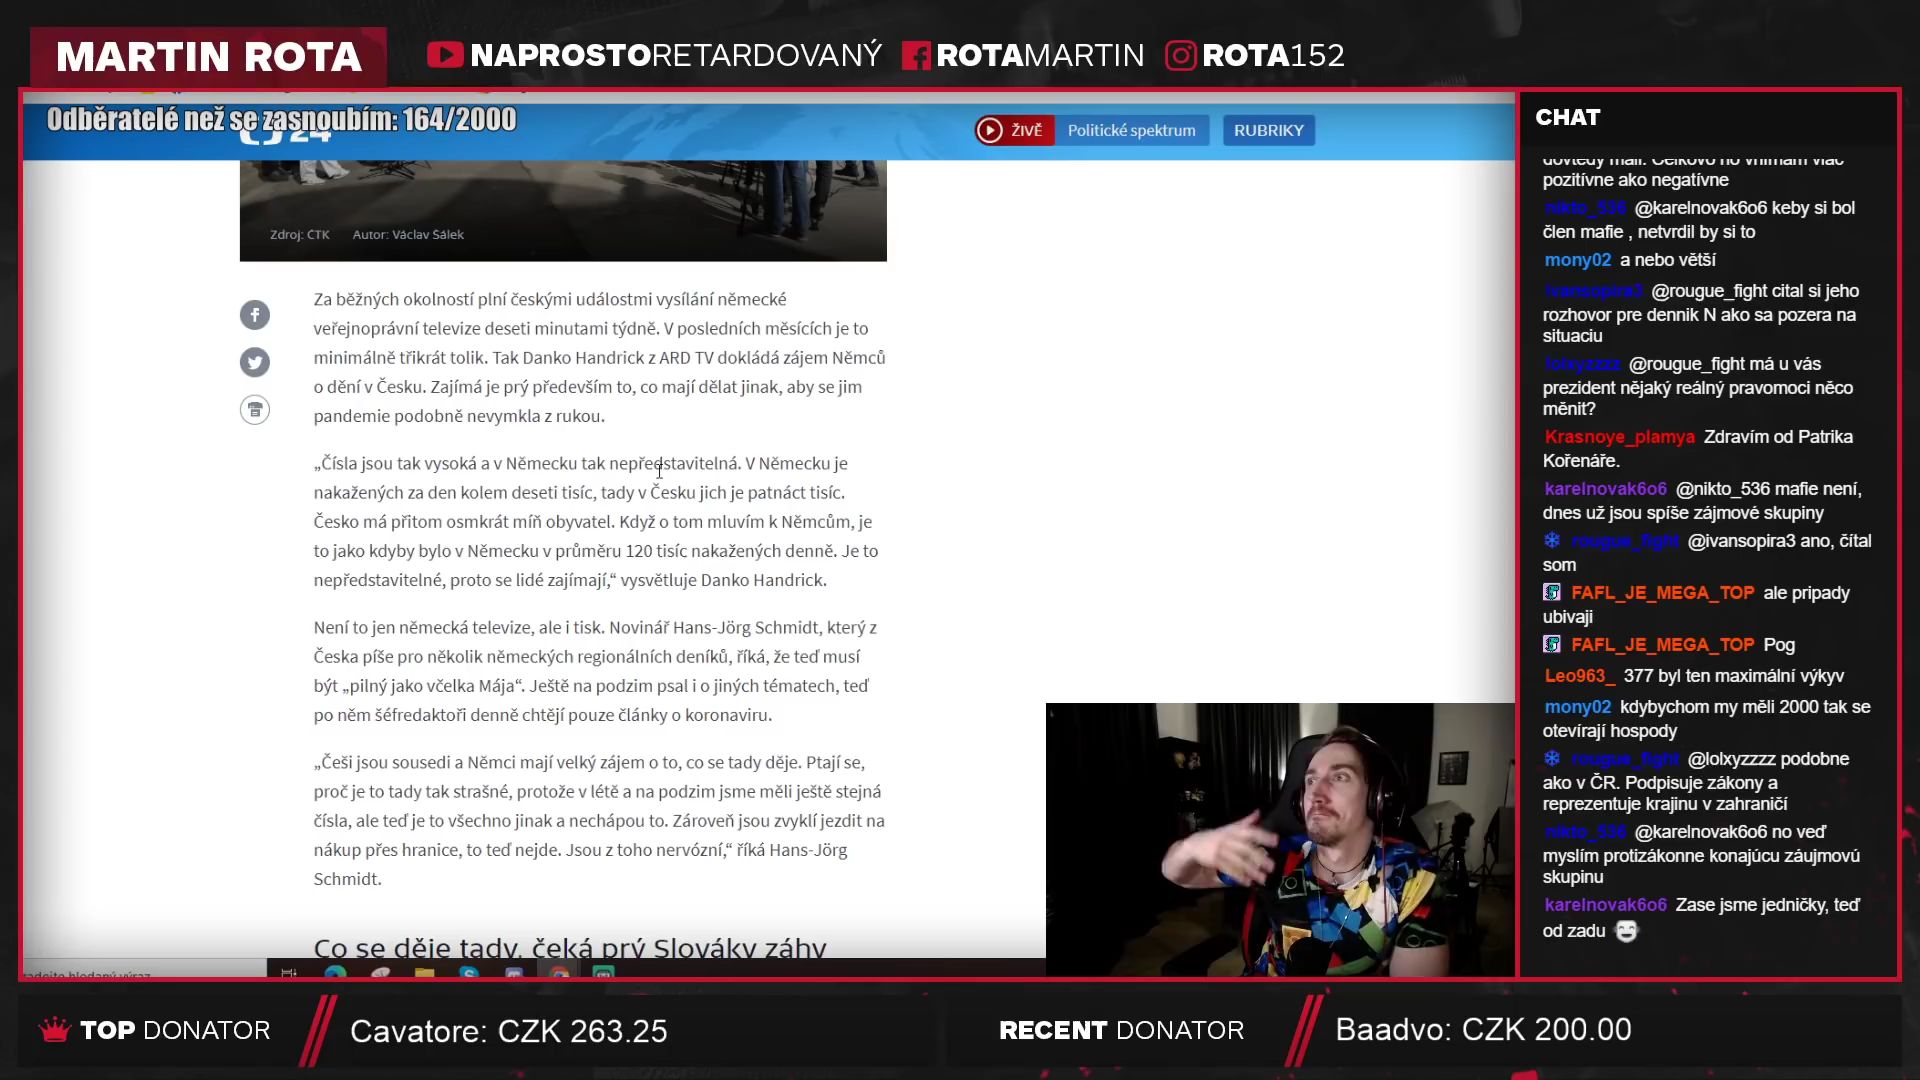 MARTIN ROTA
NAPROSTORETARDOVANÝ
ROTAMARTIN
ROTA152
Odběratelé než se zasnoubím: 164/2000
24
ŽIVĚ
Politické spektrum
RUBRIKY
Zdroj: ČTK Autor: Václav Šálek
Za běžných okolností plní českými událostmi vysílání německé
veřejnoprávní televize deseti minutami týdně. V posledních měsících je to
minimálně třikrát tolik. Tak Danko Handrick z ARD TV dokládá zájem Němců
o dění v Česku. Zajímá je prý především to, co mají dělat jinak, aby se jim
pandemie podobně nevymkla z rukou.
„Čísla jsou tak vysoká a v Německu tak nepředstavitelná. V Německu je
nakažených za den kolem deseti tisíc, tady v Česku jich je patnáct tisíc.
Česko má přitom osmkrát míň obyvatel. Když o tom mluvím k Němcům, je
to jako kdyby bylo v Německu v průměru 120 tisíc nakažených denně. Je to
nepředstavitelné, proto se lidé zajímají,“ vysvětluje Danko Handrick.
Není to jen německá televize, ale i tisk. Novinář Hans-Jörg Schmidt, který z
Česka píše pro několik německých regionálních deníků, říká, že teď musí
být „pilný jako včelka Mája“. Ještě na podzim psal i o jiných tématech, teď
po něm šéfredaktoři denně chtějí pouze články o koronaviru.
„Češi jsou sousedi a Němci mají velký zájem o to, co se tady děje. Ptají se,
proč je to tady tak strašné, protože v létě a na podzim jsme měli ještě stejná
čísla, ale teď je to všechno jinak a nechápou to. Zároveň jsou zvyklí jezdit na
nákup přes hranice, to teď nejde. Jsou z toho nervózní,“ říká Hans-Jörg
Schmidt.
Co se děje tady, čeká prý Slováky záhy
CHAT
dovtedy mali. Celkovo ho vnímam viac
pozitívne ako negatívne
nikto_536 @karelnovak6o6 keby si bol
člen mafie , netvrdil by si to
mony02 a nebo větší
ivansopira3 @rougue_fight cital si jeho
rozhovor pre dennik N ako sa pozera na
situaciu
lolxyzzzz @rougue_fight má u vás
prezident nějaký reálný pravomoci něco
měnit?
Krasnoye_plamya Zdravím od Patrika
Kořenáře.
karelnovak6o6 @nikto_536 mafie není,
dnes už jsou spíše zájmové skupiny
rougue_fight @ivansopira3 ano, čítal
som
FAFL_JE_MEGA_TOP ale pripady
ubivaji
FAFL_JE_MEGA_TOP Pog
Leo963_ 377 byl ten maximální výkyv
mony02 kdybychom my měli 2000 tak se
otevírají hospody
rougue_fight @lolxyzzzz podobne
ako v ČR. Podpisuje zákony a
reprezentuje krajinu v zahraničí
nikto_536 @karelnovak6o6 no veď
myslím protizákonne konajúcu záujmovú
skupinu
karelnovak6o6 Zase jsme jedničky, teď
od zadu
TOP DONATOR
Cavatore: CZK 263.25
RECENT DONATOR
Baadvo: CZK 200.00